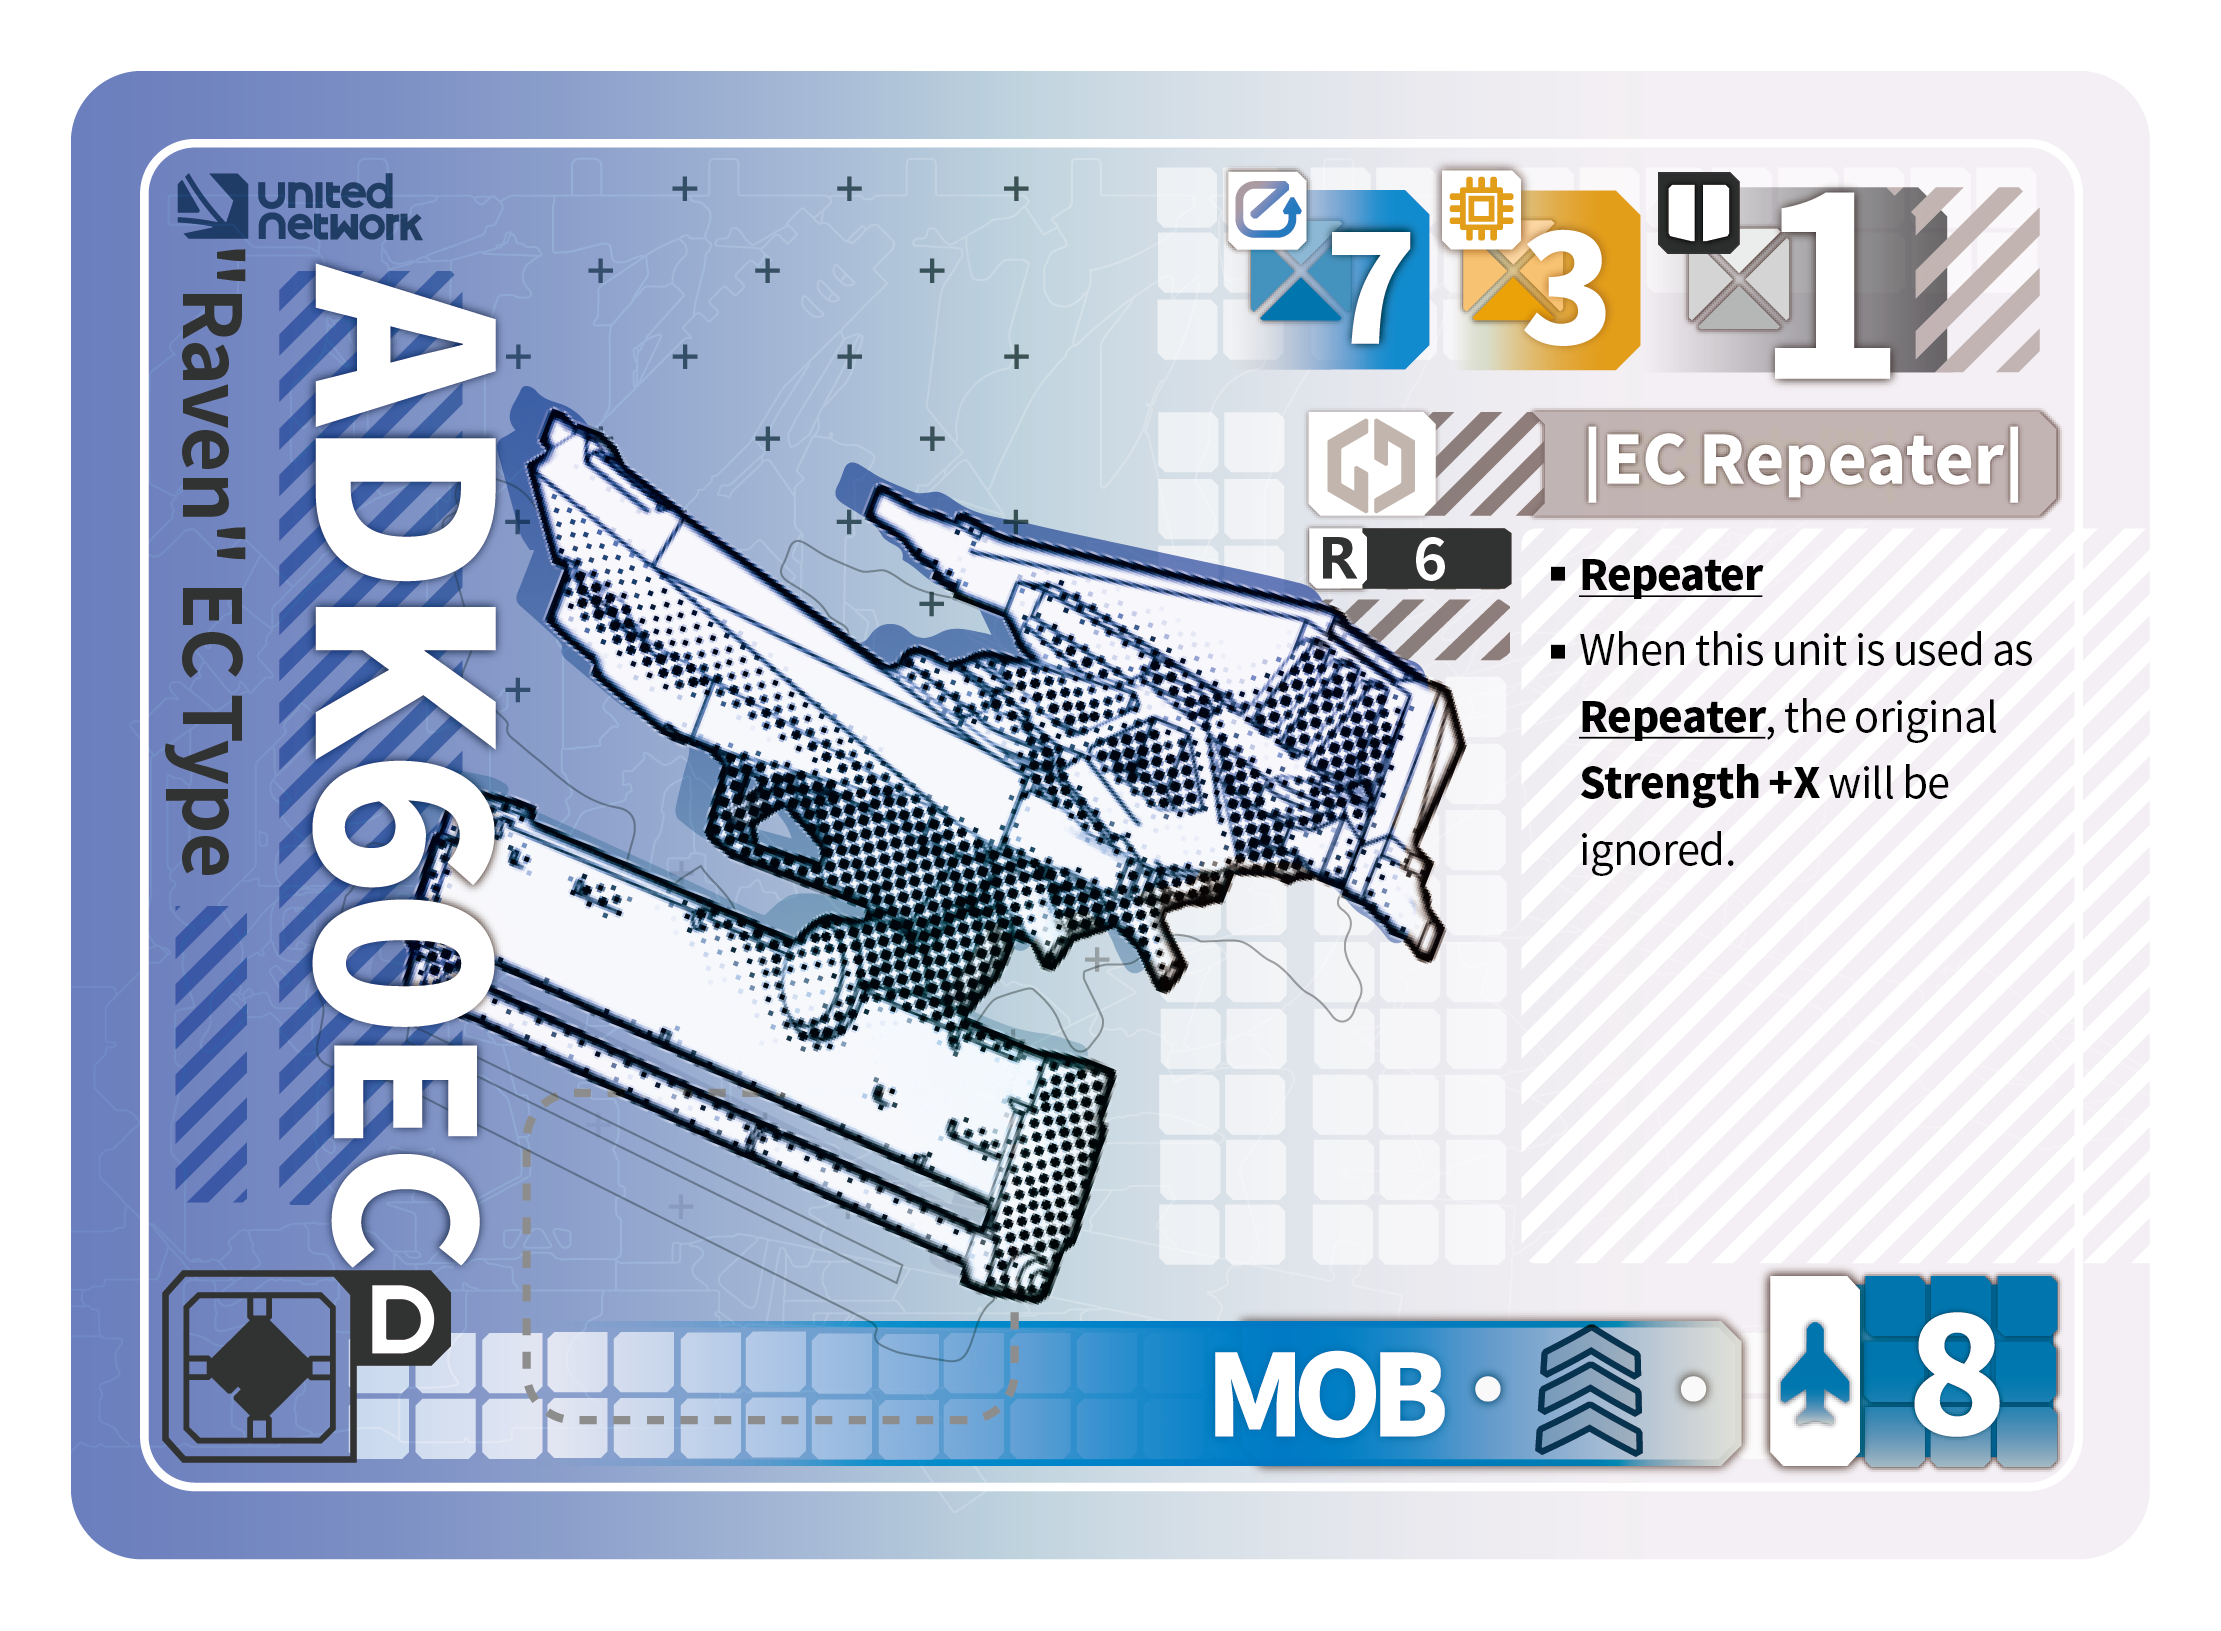 united
network
"Raven" EC Type
ADK60EC
D
7
3
1
|EC Repeater|
R 6
▪ Repeater
▪ When this unit is used as
Repeater, the original
Strength +X will be
ignored.
MOB
8